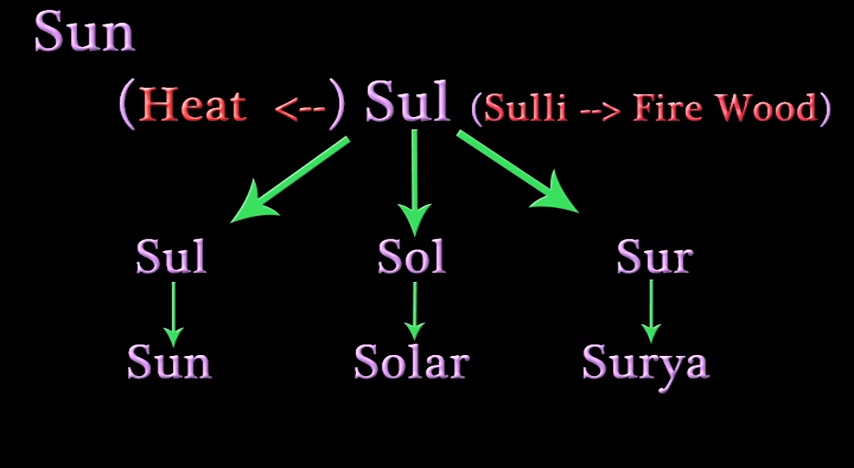 Sun
(Heat <--) Sul (Sulli --> Fire Wood)
Sul Sol Sur
Sun Solar Surya